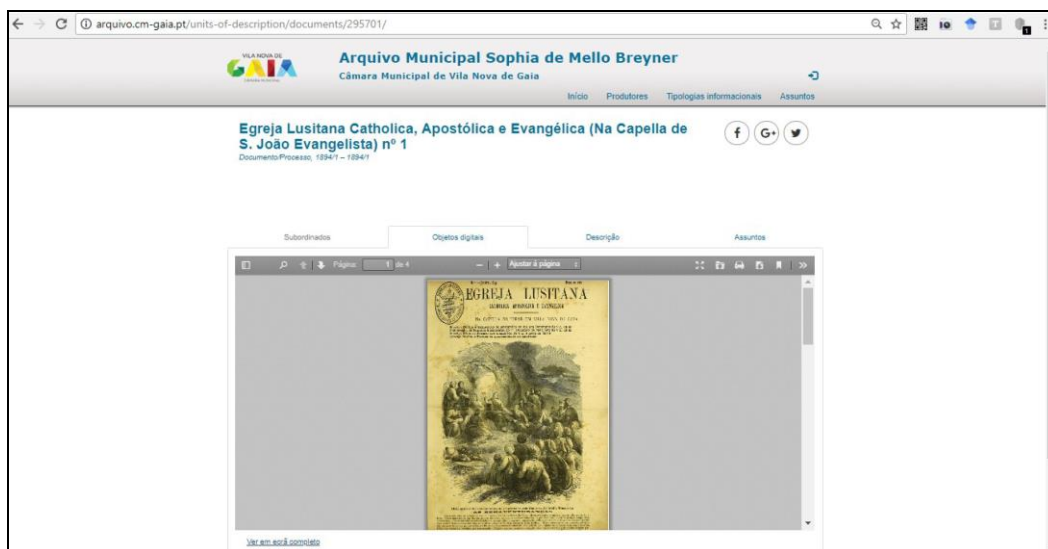 arquivo.cm-gaia.pt/units-of-description/documents/295701/
VILA NOVA DE
GAIA
Arquivo Municipal Sophia de Mello Breyner
Câmara Municipal de Vila Nova de Gaia
Início Produtores Tipologias informacionais Assuntos
Egreja Lusitana Catholica, Apostólica e Evangélica (Na Capella de
S. João Evangelista) nº 1
Documento/Processo, 1894/1 – 1894/1
f G+
Subordinados Objetos digitais Descrição Assuntos
Página: 1 de 4 Ajustar à página
EGREJA LUSITANA
Ver em ecrã completo